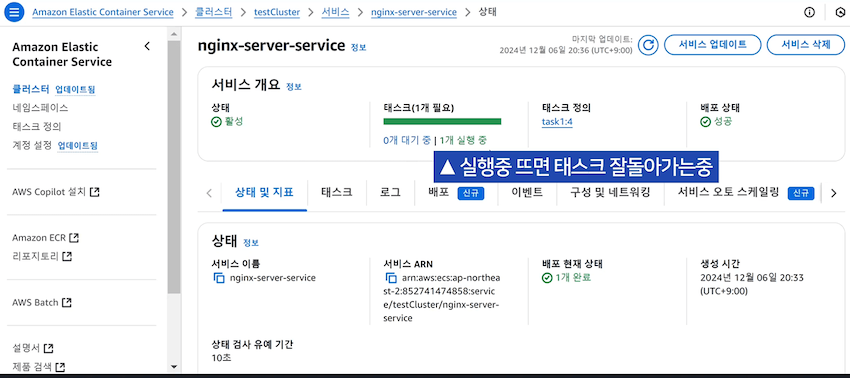 Amazon Elastic Container Service > 클러스터 > testCluster > 서비스 > nginx-server-service > 상태
Amazon Elastic
Container Service
클러스터 업데이트됨
네임스페이스
태스크 정의
계정 설정 업데이트됨
AWS Copilot 설치
Amazon ECR
리포지토리
AWS Batch
설명서
제품 검색
nginx-server-service 정보
마지막 업데이트:
2024년 12월 06일 20:36 (UTC+9:00)
서비스 업데이트
서비스 삭제
서비스 개요 정보
상태
활성
태스크(1개 필요)
0개 대기 중 | 1개 실행 중
태스크 정의
task1:4
배포 상태
성공
▲ 실행중 뜨면 태스크 잘돌아가는중
상태 및 지표 태스크 로그 배포 신규 이벤트 구성 및 네트워킹 서비스 오토 스케일링 신규
상태 정보
서비스 이름
nginx-server-service
서비스 ARN
arn:aws:ecs:ap-northea
st-2:852741474858:servic
e/testCluster/nginx-server-
service
배포 현재 상태
1개 완료
생성 시간
2024년 12월 06일 20:33
(UTC+9:00)
상태 검사 유예 기간
10초